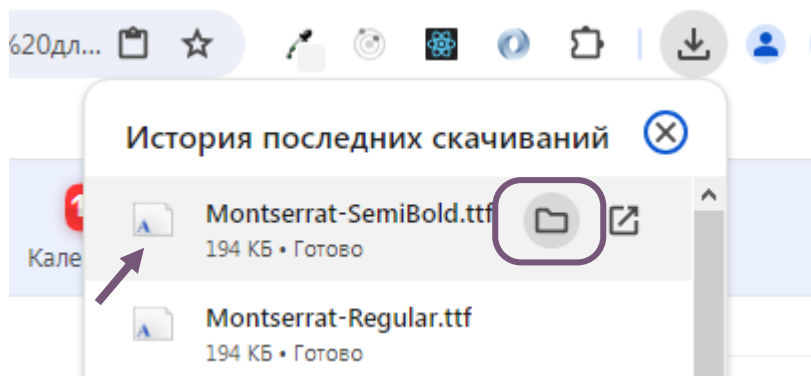 %20дл...
История последних скачиваний
Montserrat-SemiBold.ttf
194 КБ • Готово
Кале
Montserrat-Regular.ttf
194 КБ • Готово